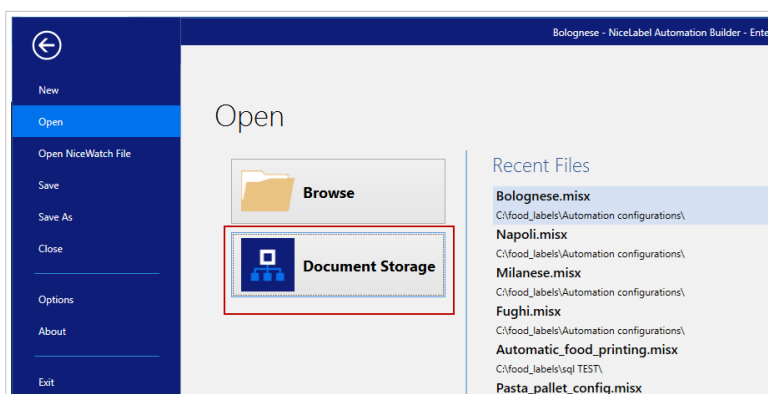 Bolognese - NiceLabel Automation Builder - Ente
New
Open
Open NiceWatch File
Save
Save As
Close
Options
About
Exit
Open
Browse
Document Storage
Recent Files
Bolognese.misx
C:\food_labels\Automation configurations\
Napoli.misx
C:\food_labels\Automation configurations\
Milanese.misx
C:\food_labels\Automation configurations\
Fughi.misx
C:\food_labels\Automation configurations\
Automatic_food_printing.misx
C:\food_labels\sql TEST\
Pasta_pallet_config.misx